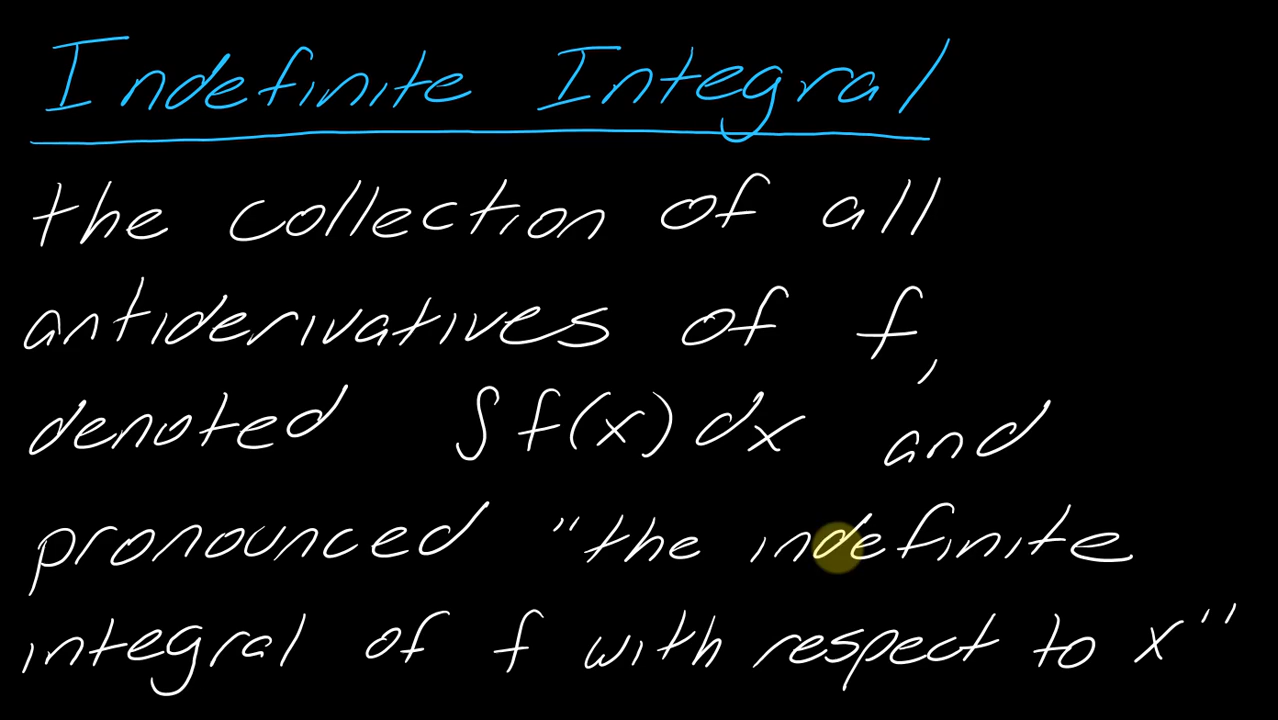 Indefinite Integral
the collection of all
antiderivatives of f,
denoted ∫f(x)dx and
pronounced "the indefinite
integral of f with respect to x"